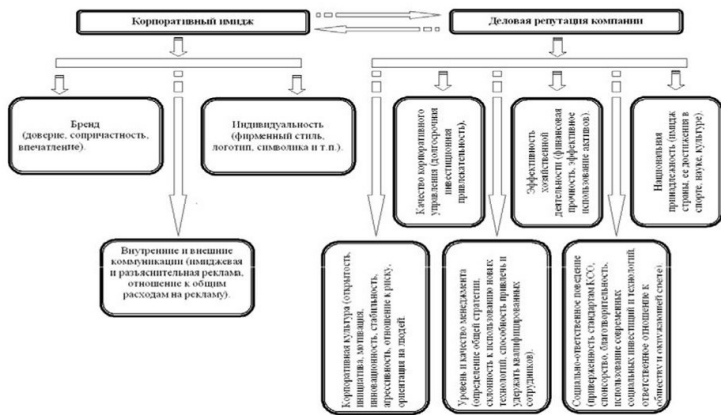 Корпоративный имидж
Деловая репутация компании
Бренд
(доверие, сопричастность,
впечатление).
Индивидуальность
(фирменный стиль,
логотип, символика и т.п.).
Качество корпоративного
управления (долгосрочная
инвестиционная
привлекательность).
Эффективность
хозяйственной
деятельности (финансовая
прочность, эффективное
использование активов)
Национальная
принадлежность (имидж
страны, ее достижения в
спорте, науке, культуре)
Внутренние и внешние
коммуникации (имиджевая
и разъяснительная реклама,
отношение к общим
расходам на рекламу).
Корпоративная культура (открытость,
инициатива, мотивация,
инновационность, стабильность,
агрессивность, отношение к риску,
ориентация на людей.
Уровень и качество менеджмента
(определение общей стратегии,
склонность к использованию новых
технологий, способность привлечь и
удержать квалифицированных
сотрудников).
Социально-ответственное поведение
(приверженность стандартам КСО,
спонсорство, благотворительность,
использование современных
социальных инвестиций и технологий,
ответственное отношение к
обществу и окружающей свете)